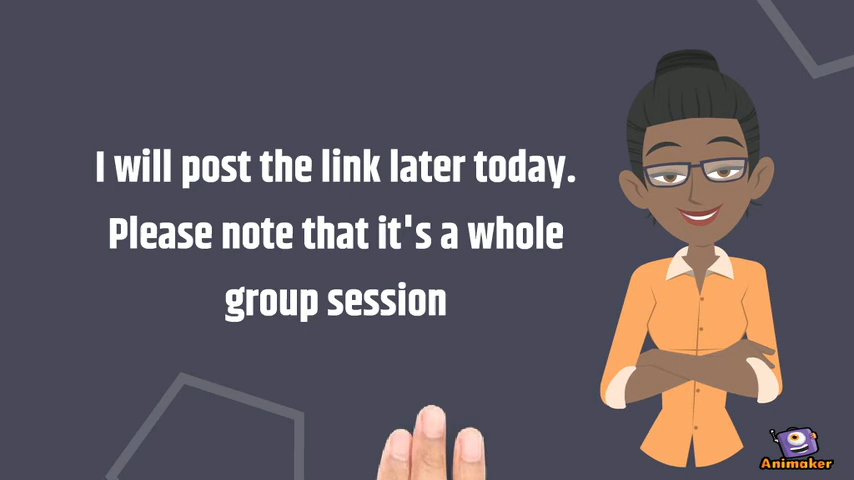 I will post the link later today.
Please note that it's a whole
group session
Animaker